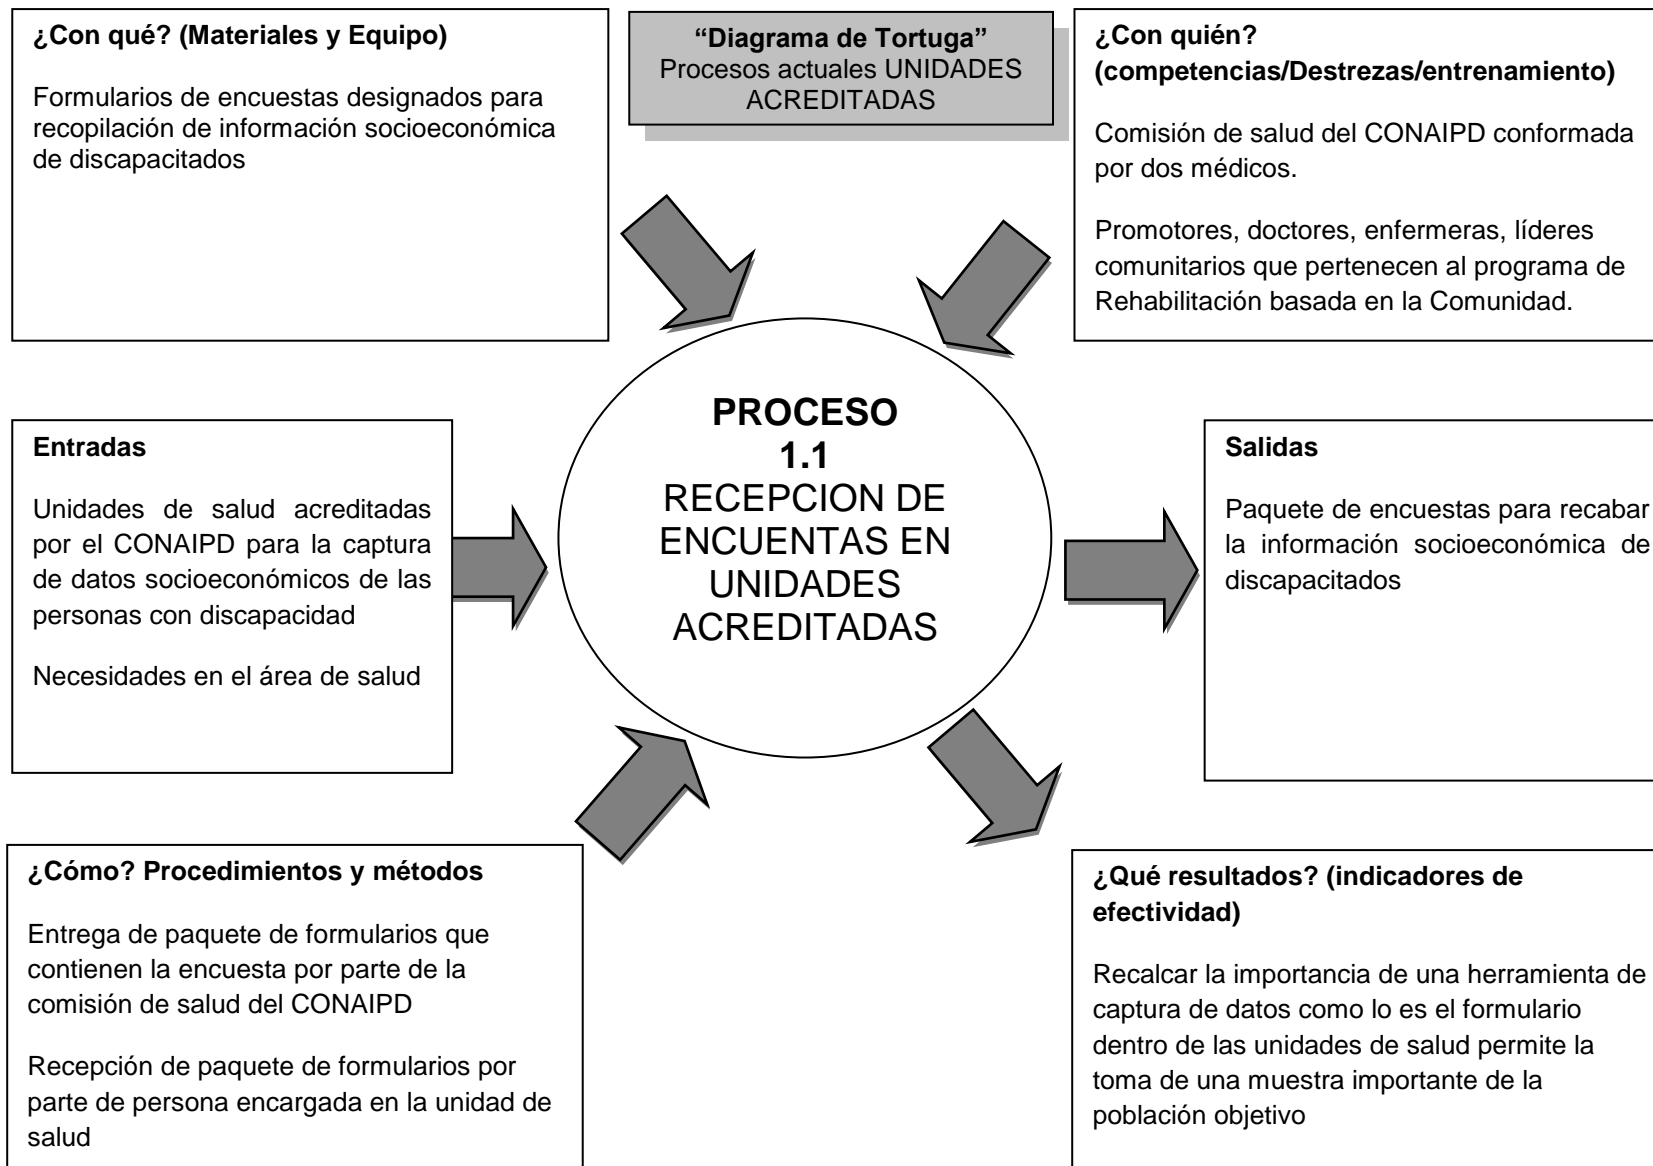 ¿Con qué? (Materiales y Equipo)
Formularios de encuestas designados para
recopilación de información socioeconómica
de discapacitados
“Diagrama de Tortuga”
Procesos actuales UNIDADES
ACREDITADAS
¿Con quién?
(competencias/Destrezas/entrenamiento)
Comisión de salud del CONAIPD conformada
por dos médicos.
Promotores, doctores, enfermeras, líderes
comunitarios que pertenecen al programa de
Rehabilitación basada en la Comunidad.
Entradas
Unidades de salud acreditadas
por el CONAIPD para la captura
de datos socioeconómicos de las
personas con discapacidad
Necesidades en el área de salud
PROCESO
1.1
RECEPCION DE
ENCUENTAS EN
UNIDADES
ACREDITADAS
Salidas
Paquete de encuestas para recabar
la información socioeconómica de
discapacitados
¿Cómo? Procedimientos y métodos
Entrega de paquete de formularios que
contienen la encuesta por parte de la
comisión de salud del CONAIPD
Recepción de paquete de formularios por
parte de persona encargada en la unidad de
salud
¿Qué resultados? (indicadores de
efectividad)
Recalcar la importancia de una herramienta de
captura de datos como lo es el formulario
dentro de las unidades de salud permite la
toma de una muestra importante de la
población objetivo